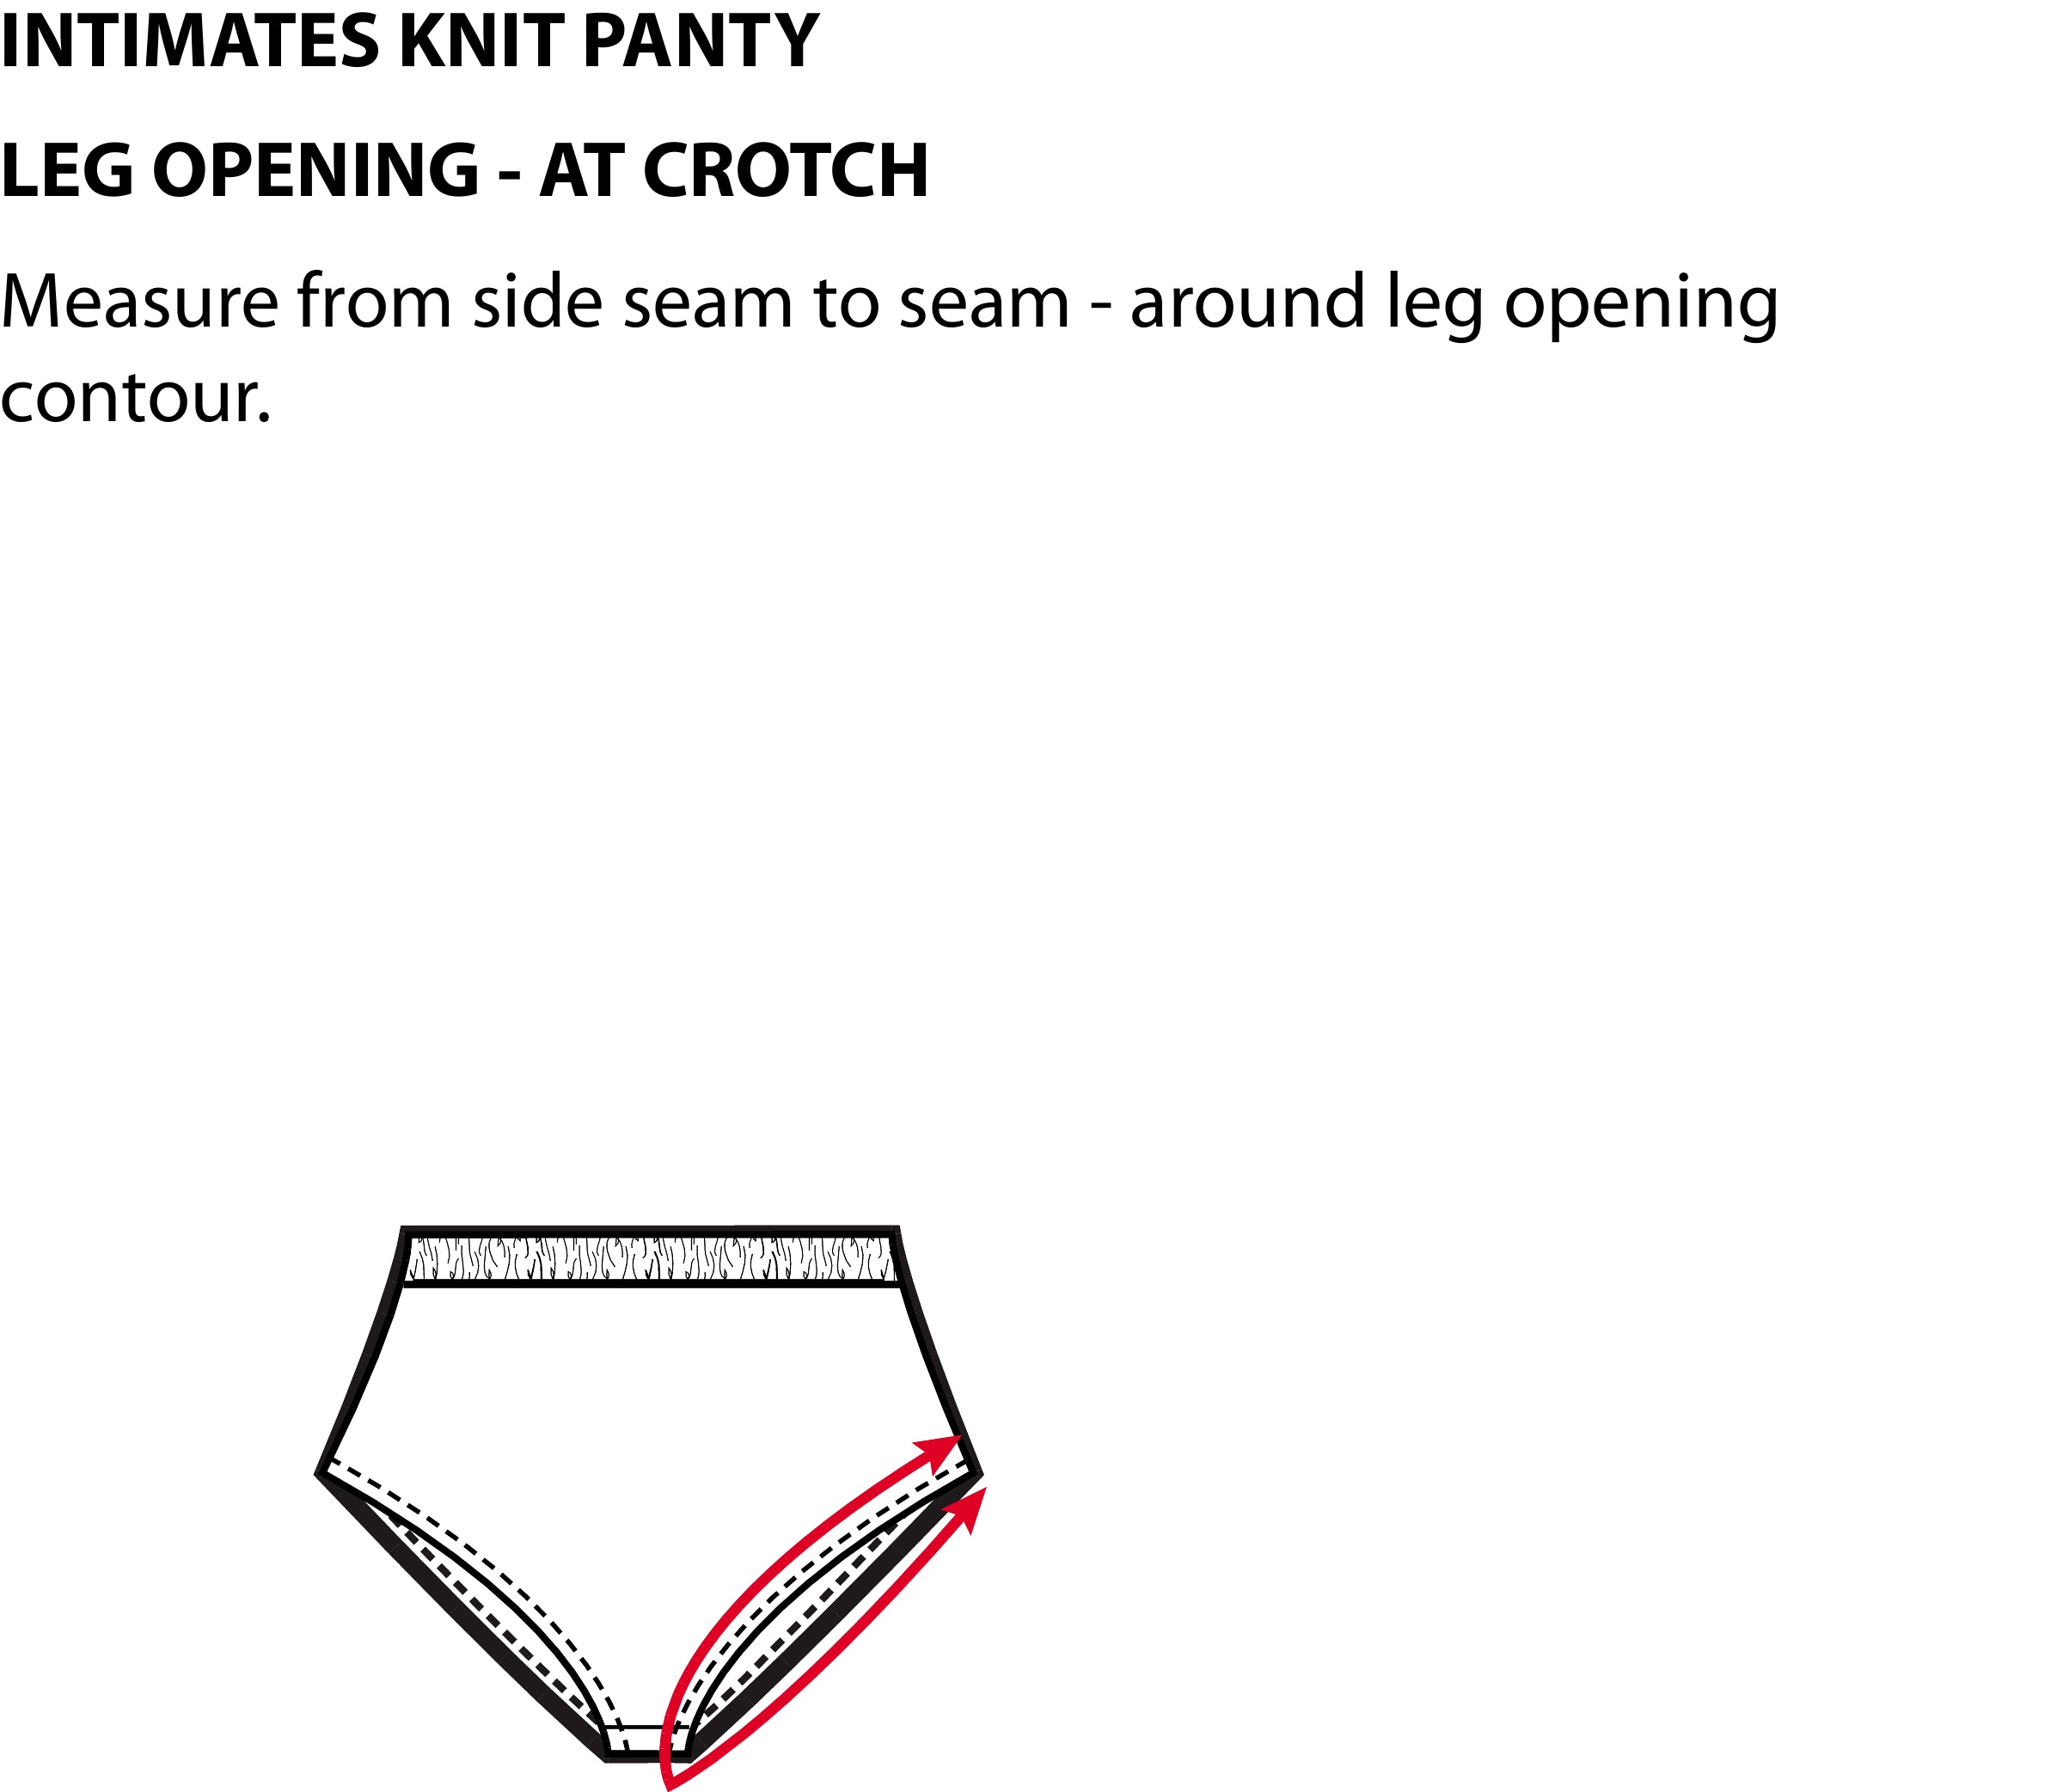 INTIMATES KNIT PANTY
LEG OPENING - AT CROTCH
Measure from side seam to seam - around leg opening
contour.